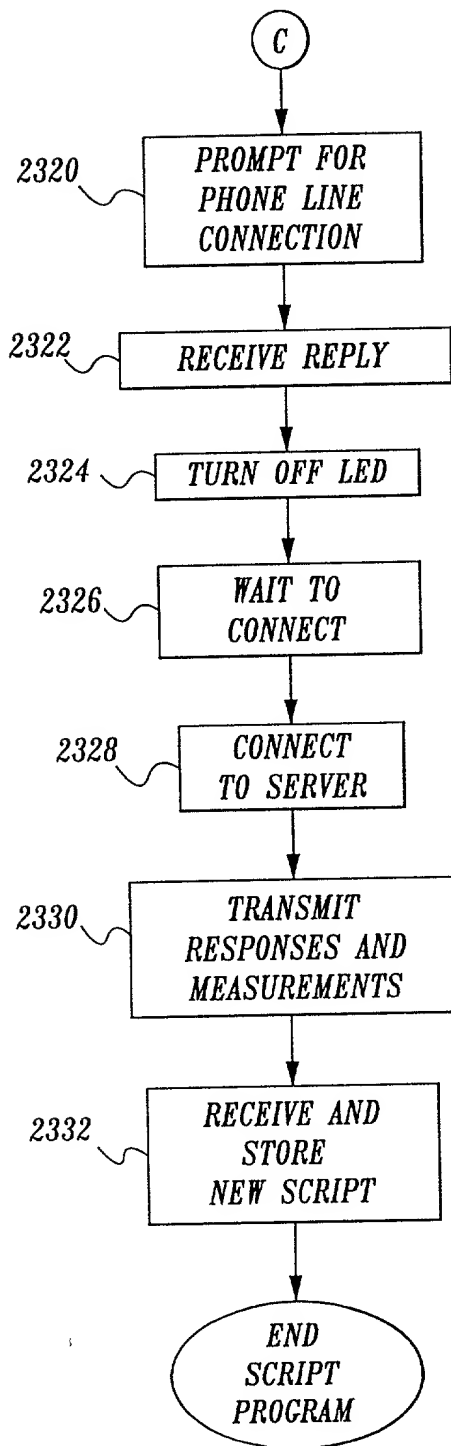 C
2320
PROMPT FOR
PHONE LINE
CONNECTION
2322
RECEIVE REPLY
2324
TURN OFF LED
2326
WAIT TO
CONNECT
2328
CONNECT
TO SERVER
2330
TRANSMIT
RESPONSES AND
MEASUREMENTS
2332
RECEIVE AND
STORE
NEW SCRIPT
END
SCRIPT
PROGRAM